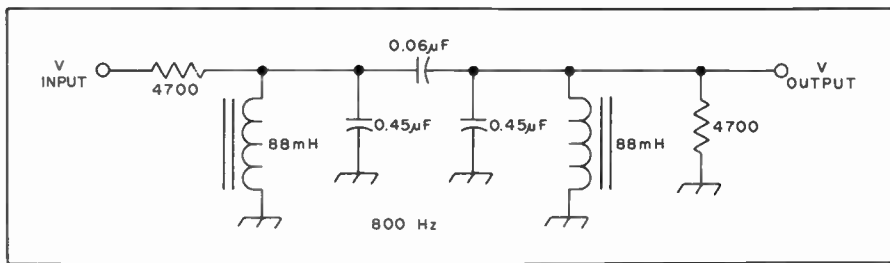 0.06µF
V
INPUT
4700
V
OUTPUT
88mH
0.45µF
0.45µF
88mH
4700
800 Hz